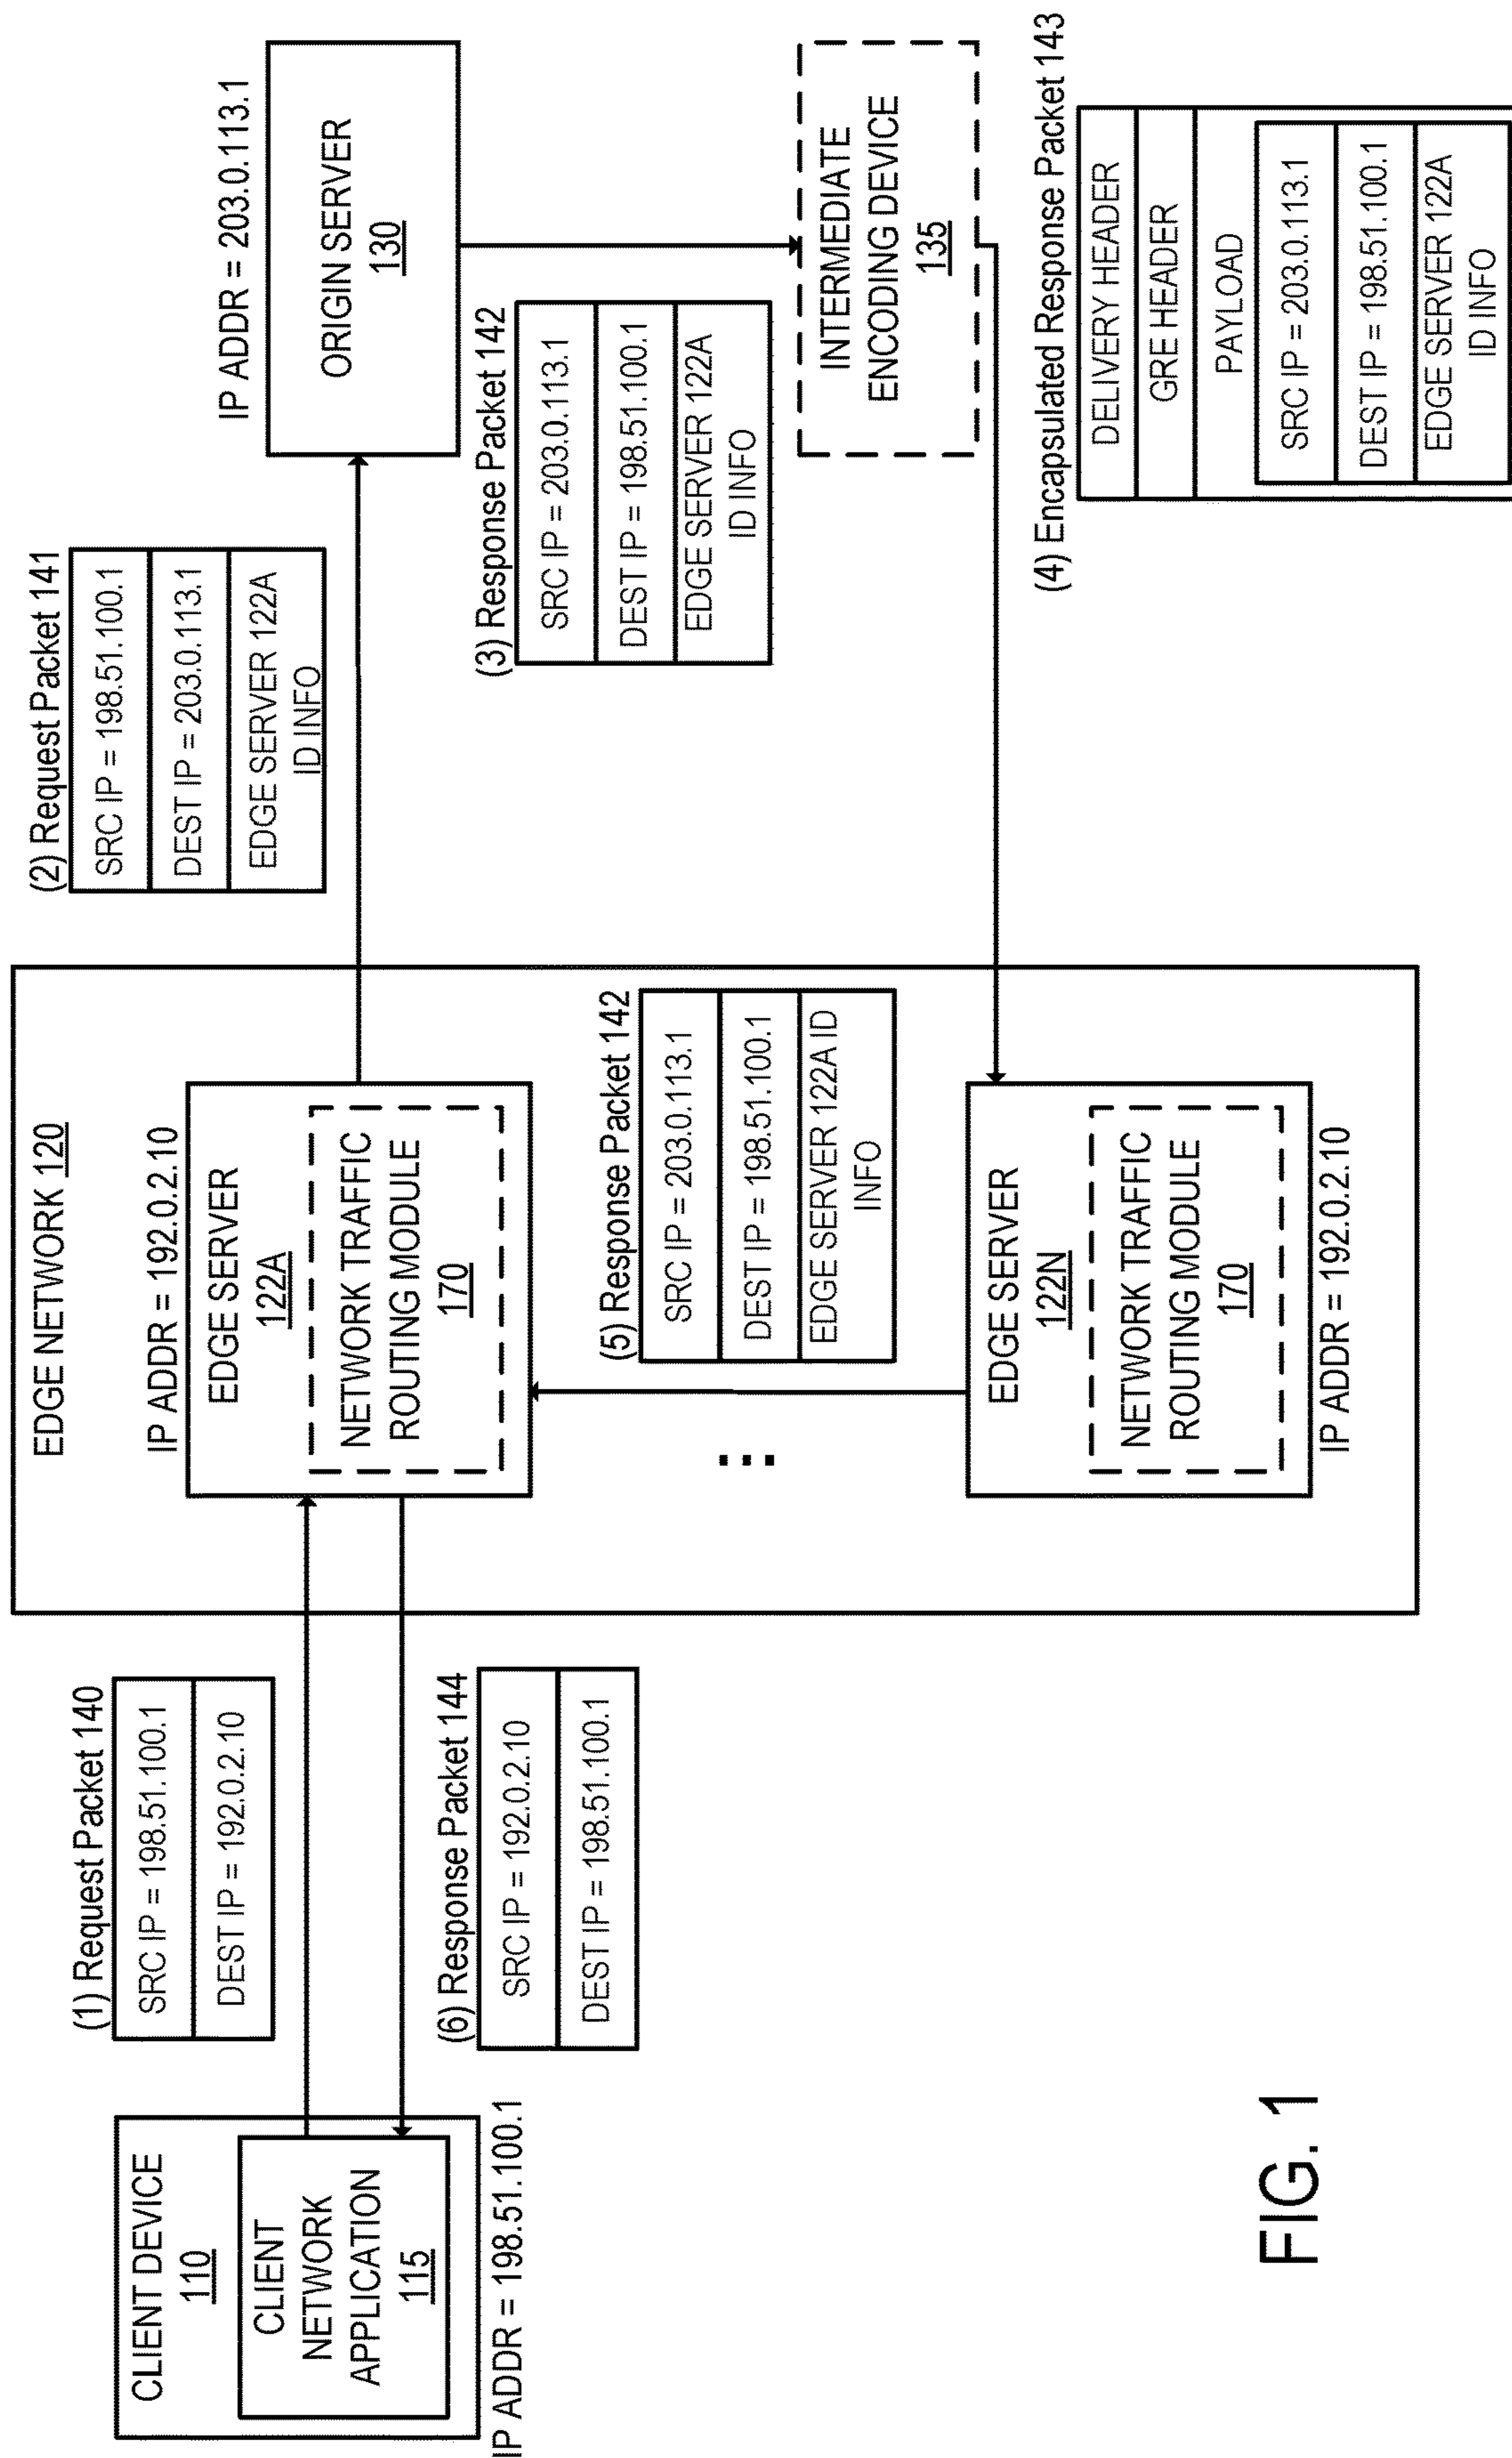 CLIENT DEVICE
110
CLIENT
NETWORK
APPLICATION
115
IP ADDR = 198.51.100.1
(1) Request Packet 140
SRC IP = 198.51.100.1
DEST IP = 192.0.2.10
(6) Response Packet 144
SRC IP = 192.0.2.10
DEST IP = 198.51.100.1
EDGE NETWORK 120
IP ADDR = 192.0.2.10
EDGE SERVER
122A
NETWORK TRAFFIC
ROUTING MODULE
170
(5) Response Packet 142
SRC IP = 203.0.113.1
DEST IP = 198.51.100.1
EDGE SERVER 122A ID
INFO
...
EDGE SERVER
122N
NETWORK TRAFFIC
ROUTING MODULE
170
IP ADDR = 192.0.2.10
(2) Request Packet 141
SRC IP = 198.51.100.1
DEST IP = 203.0.113.1
EDGE SERVER 122A
ID INFO
IP ADDR = 203.0.113.1
ORIGIN SERVER
130
(3) Response Packet 142
SRC IP = 203.0.113.1
DEST IP = 198.51.100.1
EDGE SERVER 122A
ID INFO
INTERMEDIATE
ENCODING DEVICE
135
(4) Encapsulated Response Packet 143
DELIVERY HEADER
GRE HEADER
PAYLOAD
SRC IP = 203.0.113.1
DEST IP = 198.51.100.1
EDGE SERVER 122A
ID INFO
FIG. 1